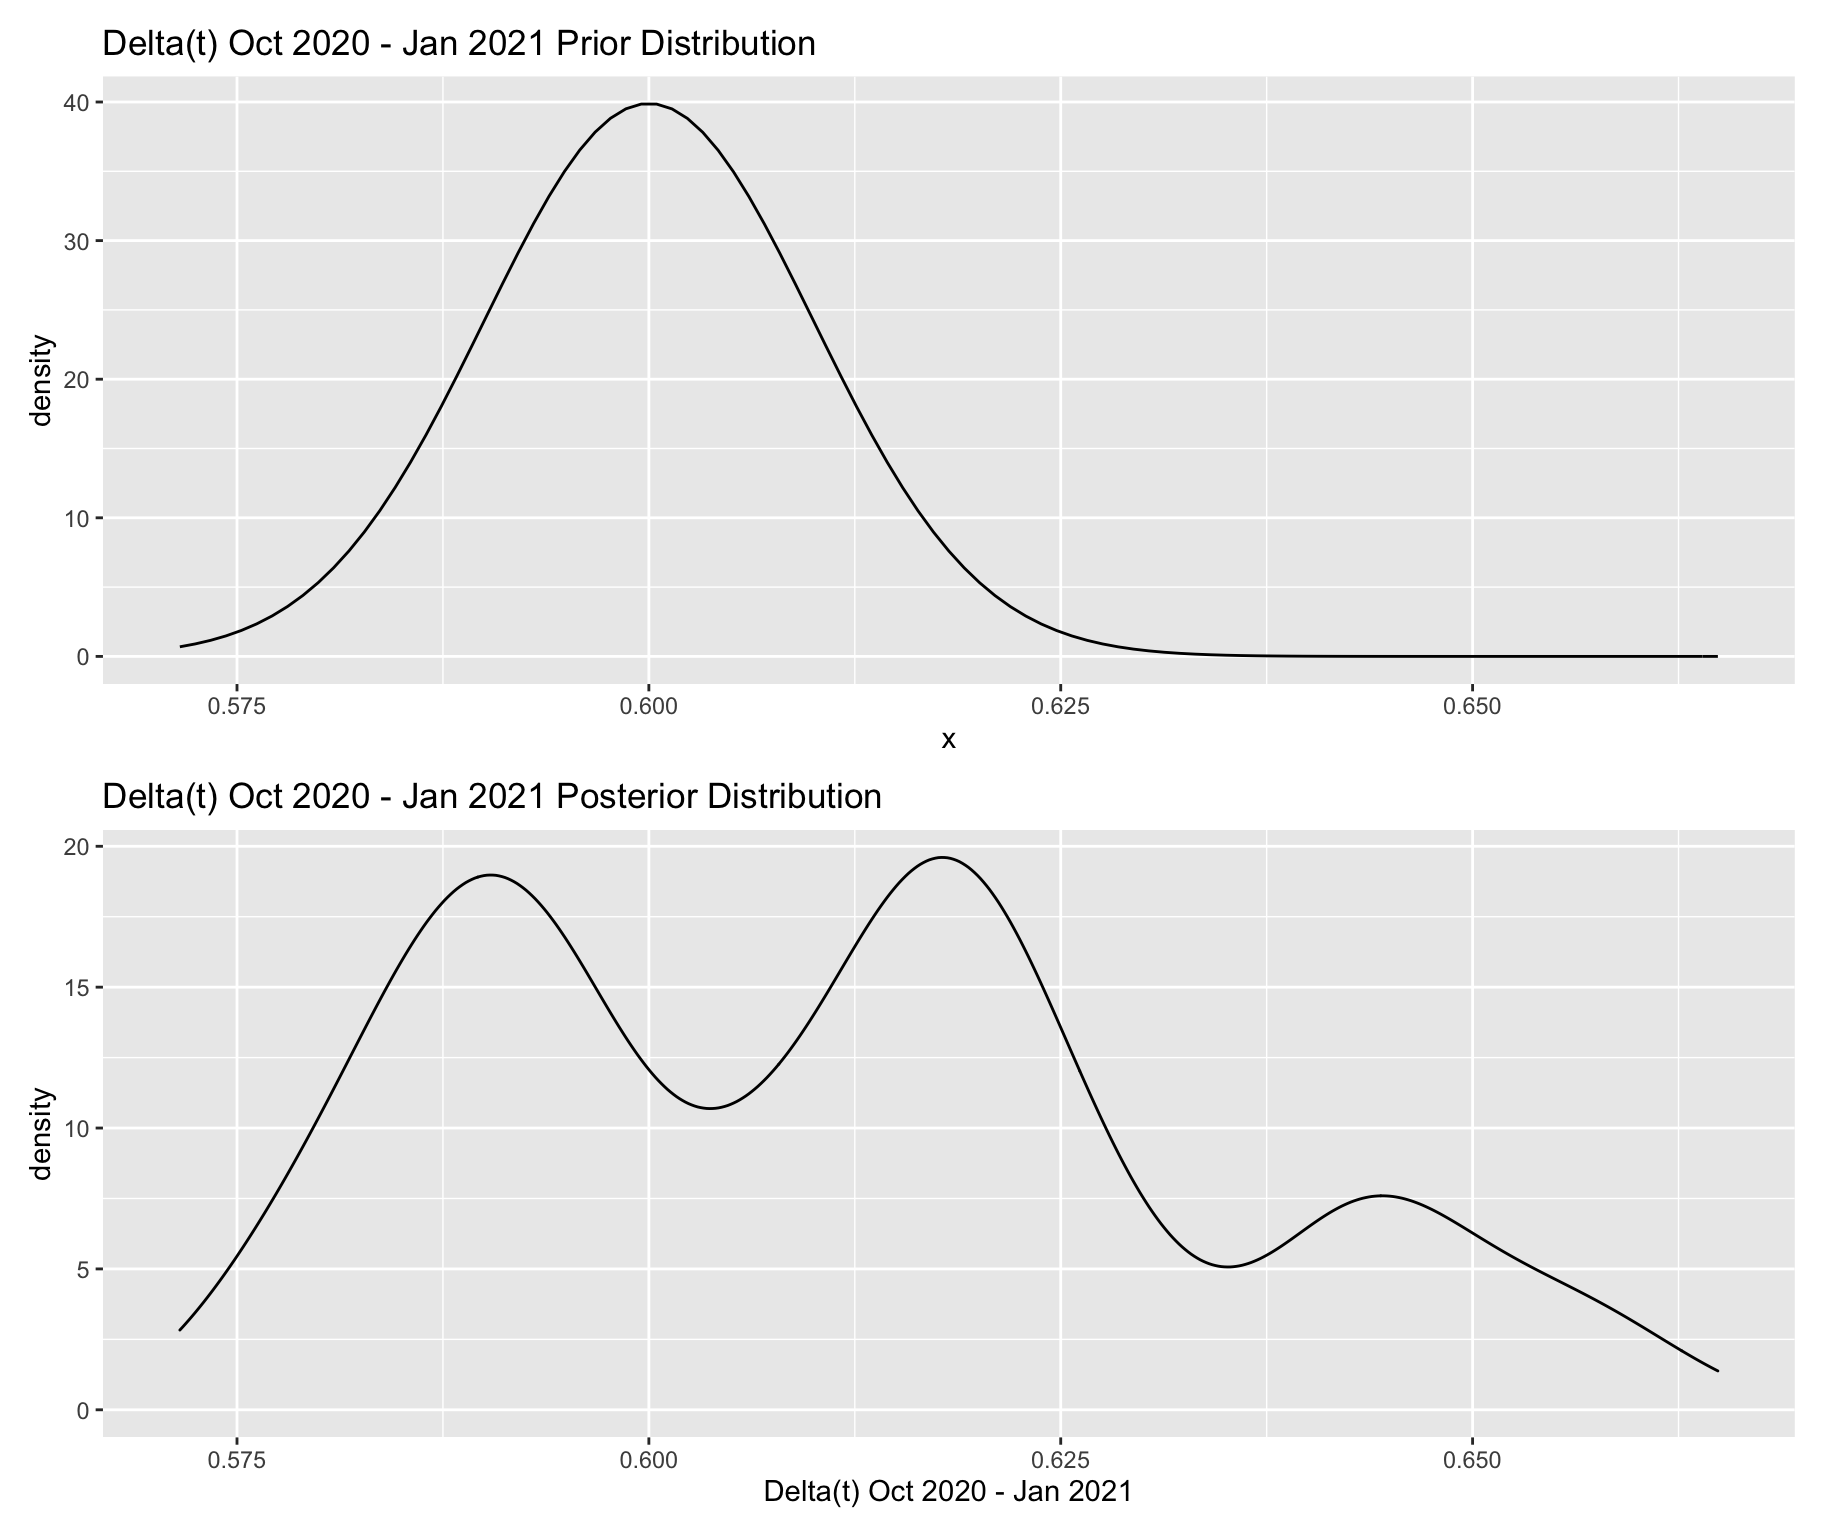 Delta(t) Oct 2020 - Jan 2021 Prior Distribution
40
30
20
10
0
density
0.575 0.600 0.625 0.650
x
Delta(t) Oct 2020 - Jan 2021 Posterior Distribution
20
15
10
5
0
density
0.575 0.600 0.625 0.650
Delta(t) Oct 2020 - Jan 2021